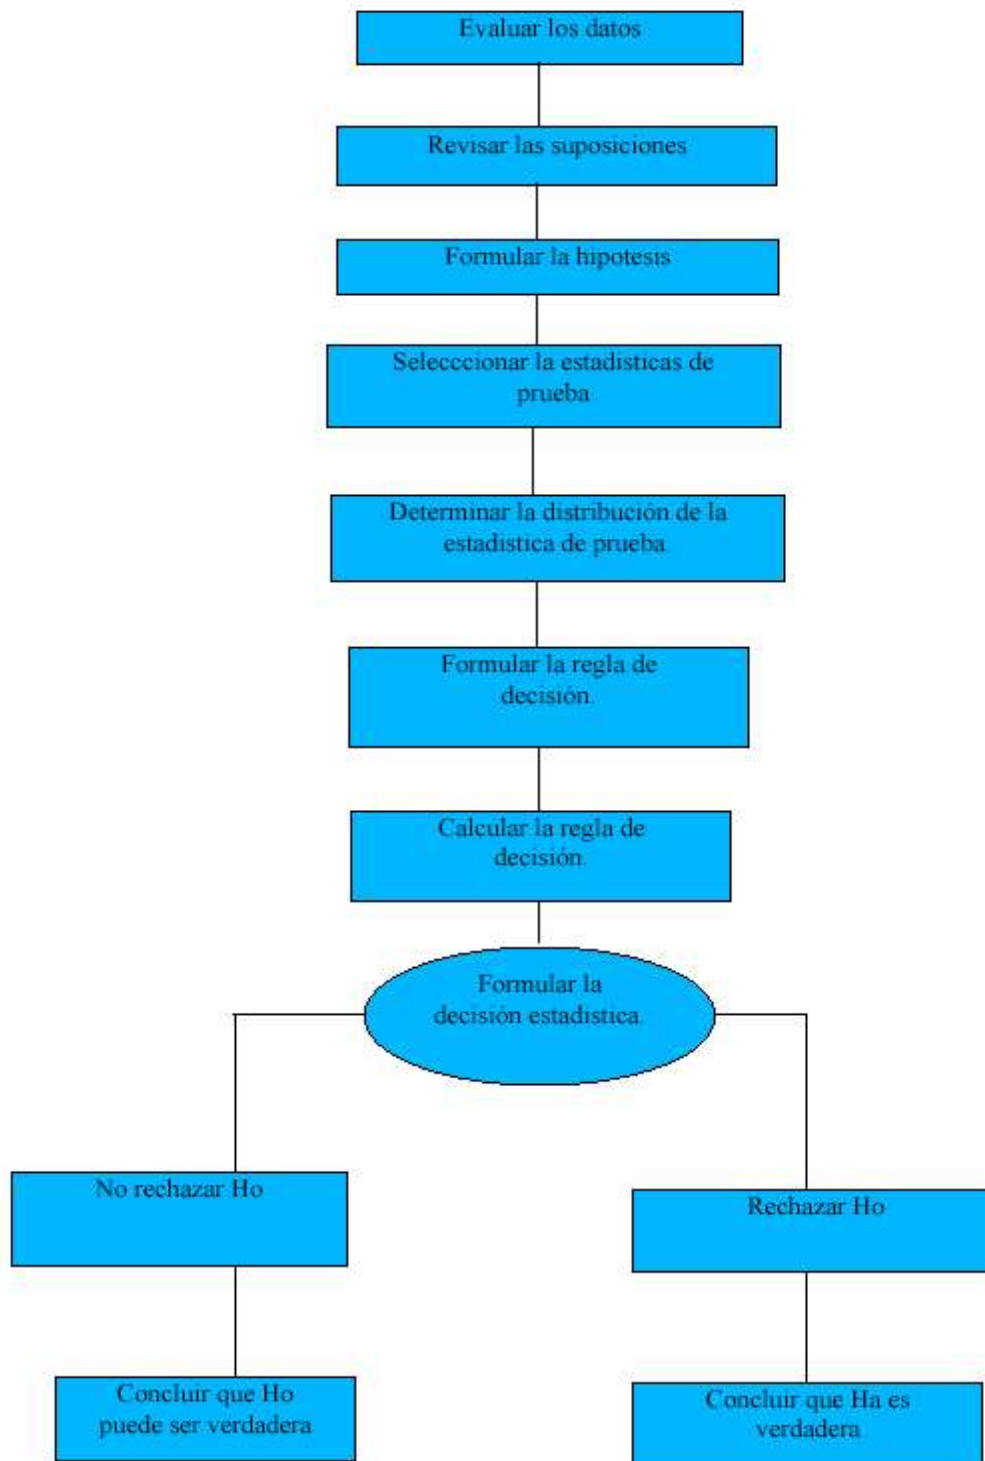 Evaluar los datos
Revisar las suposiciones
Formular la hipotesis
Selecccionar la estadisticas de
prueba
Determinar la distribución de la
estadistica de prueba.
Formular la regla de
decisión.
Calcular la regla de
decisión.
Formular la
decisión estadistica.
No rechazar Ho
Rechazar Ho
Concluir que Ho
puede ser verdadera
Concluir que Ha es
verdadera